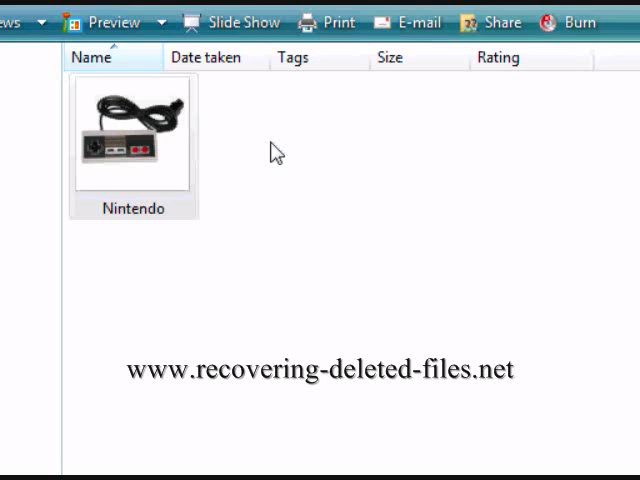 ews Preview Slide Show Print E-mail Share Burn
Name Date taken Tags Size Rating
Nintendo
www.recovering-deleted-files.net